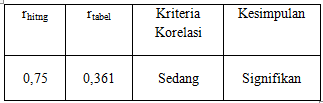 rhitng rtabel Kriteria Korelasi Kesimpulan
0,75 0,361 Sedang Signifikan